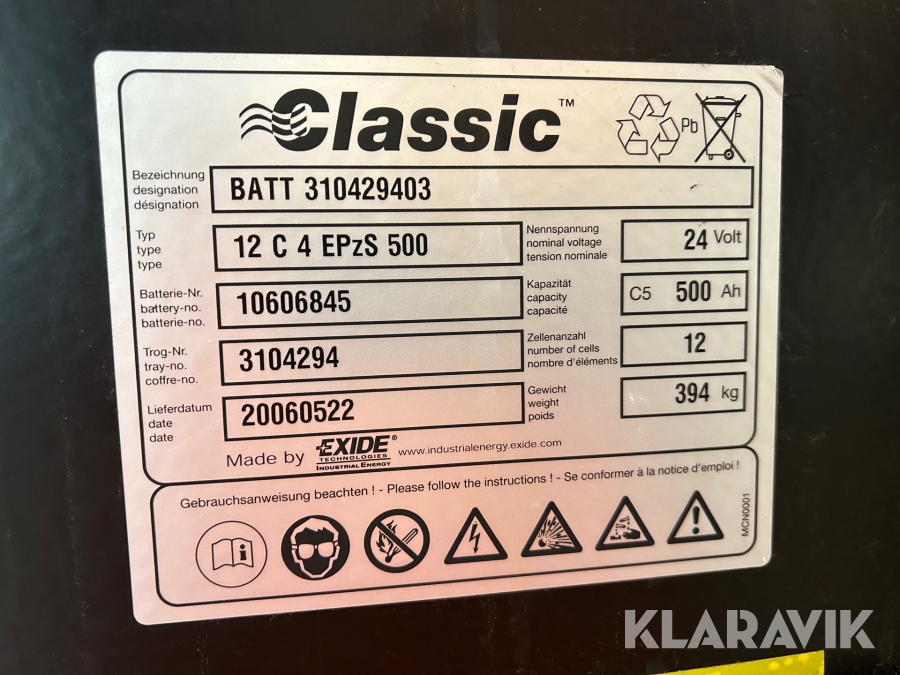 Classic™
Pb
Bezeichnung
designation
désignation
BATT 310429403
Typ
type
type
12 C 4 EPzS 500
Nennspannung
nominal voltage
tension nominale
24 Volt
Batterie-Nr.
battery-no.
batterie-no.
10606845
Kapazität
capacity
capacité
C5 500 Ah
Trog-Nr.
tray-no.
coffre-no.
3104294
Zellenanzahl
number of cells
nombre d'éléments
12
Lieferdatum
date
date
20060522
Gewicht
weight
poids
394 kg
Made by EXIDE® www.industrialenergy.exide.com
TECHNOLOGIES
INDUSTRIAL ENERGY
Gebrauchsanweisung beachten ! - Please follow the instructions ! - Se conformer à la notice d'emploi !
MCN0001
KLARAVIK